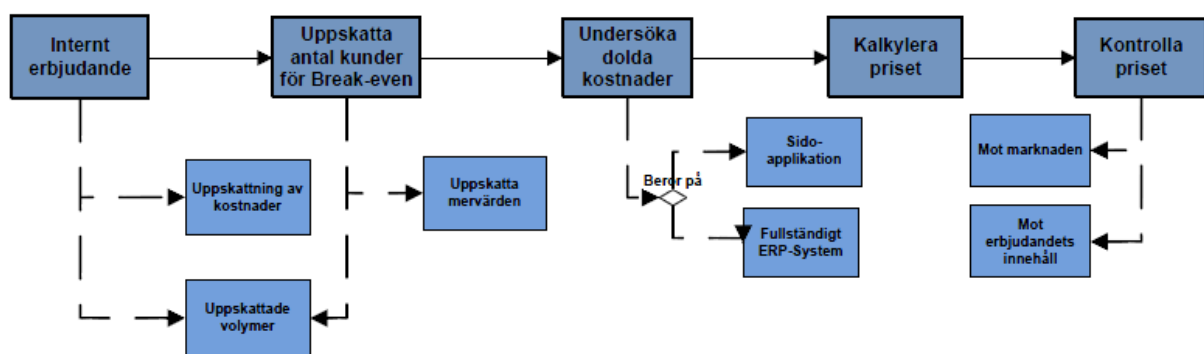 Internt
erbjudande
Uppskatta
antal kunder
för Break-even
Undersöka
dolda
kostnader
Kalkylera
priset
Kontrolla
priset
Uppskattning av
kostnader
Uppskatta
mervärden
Beror på
Sido-
applikation
Mot marknaden
Fullständigt
ERP-System
Mot
erbjudandets
innehåll
Uppskattade
volymer